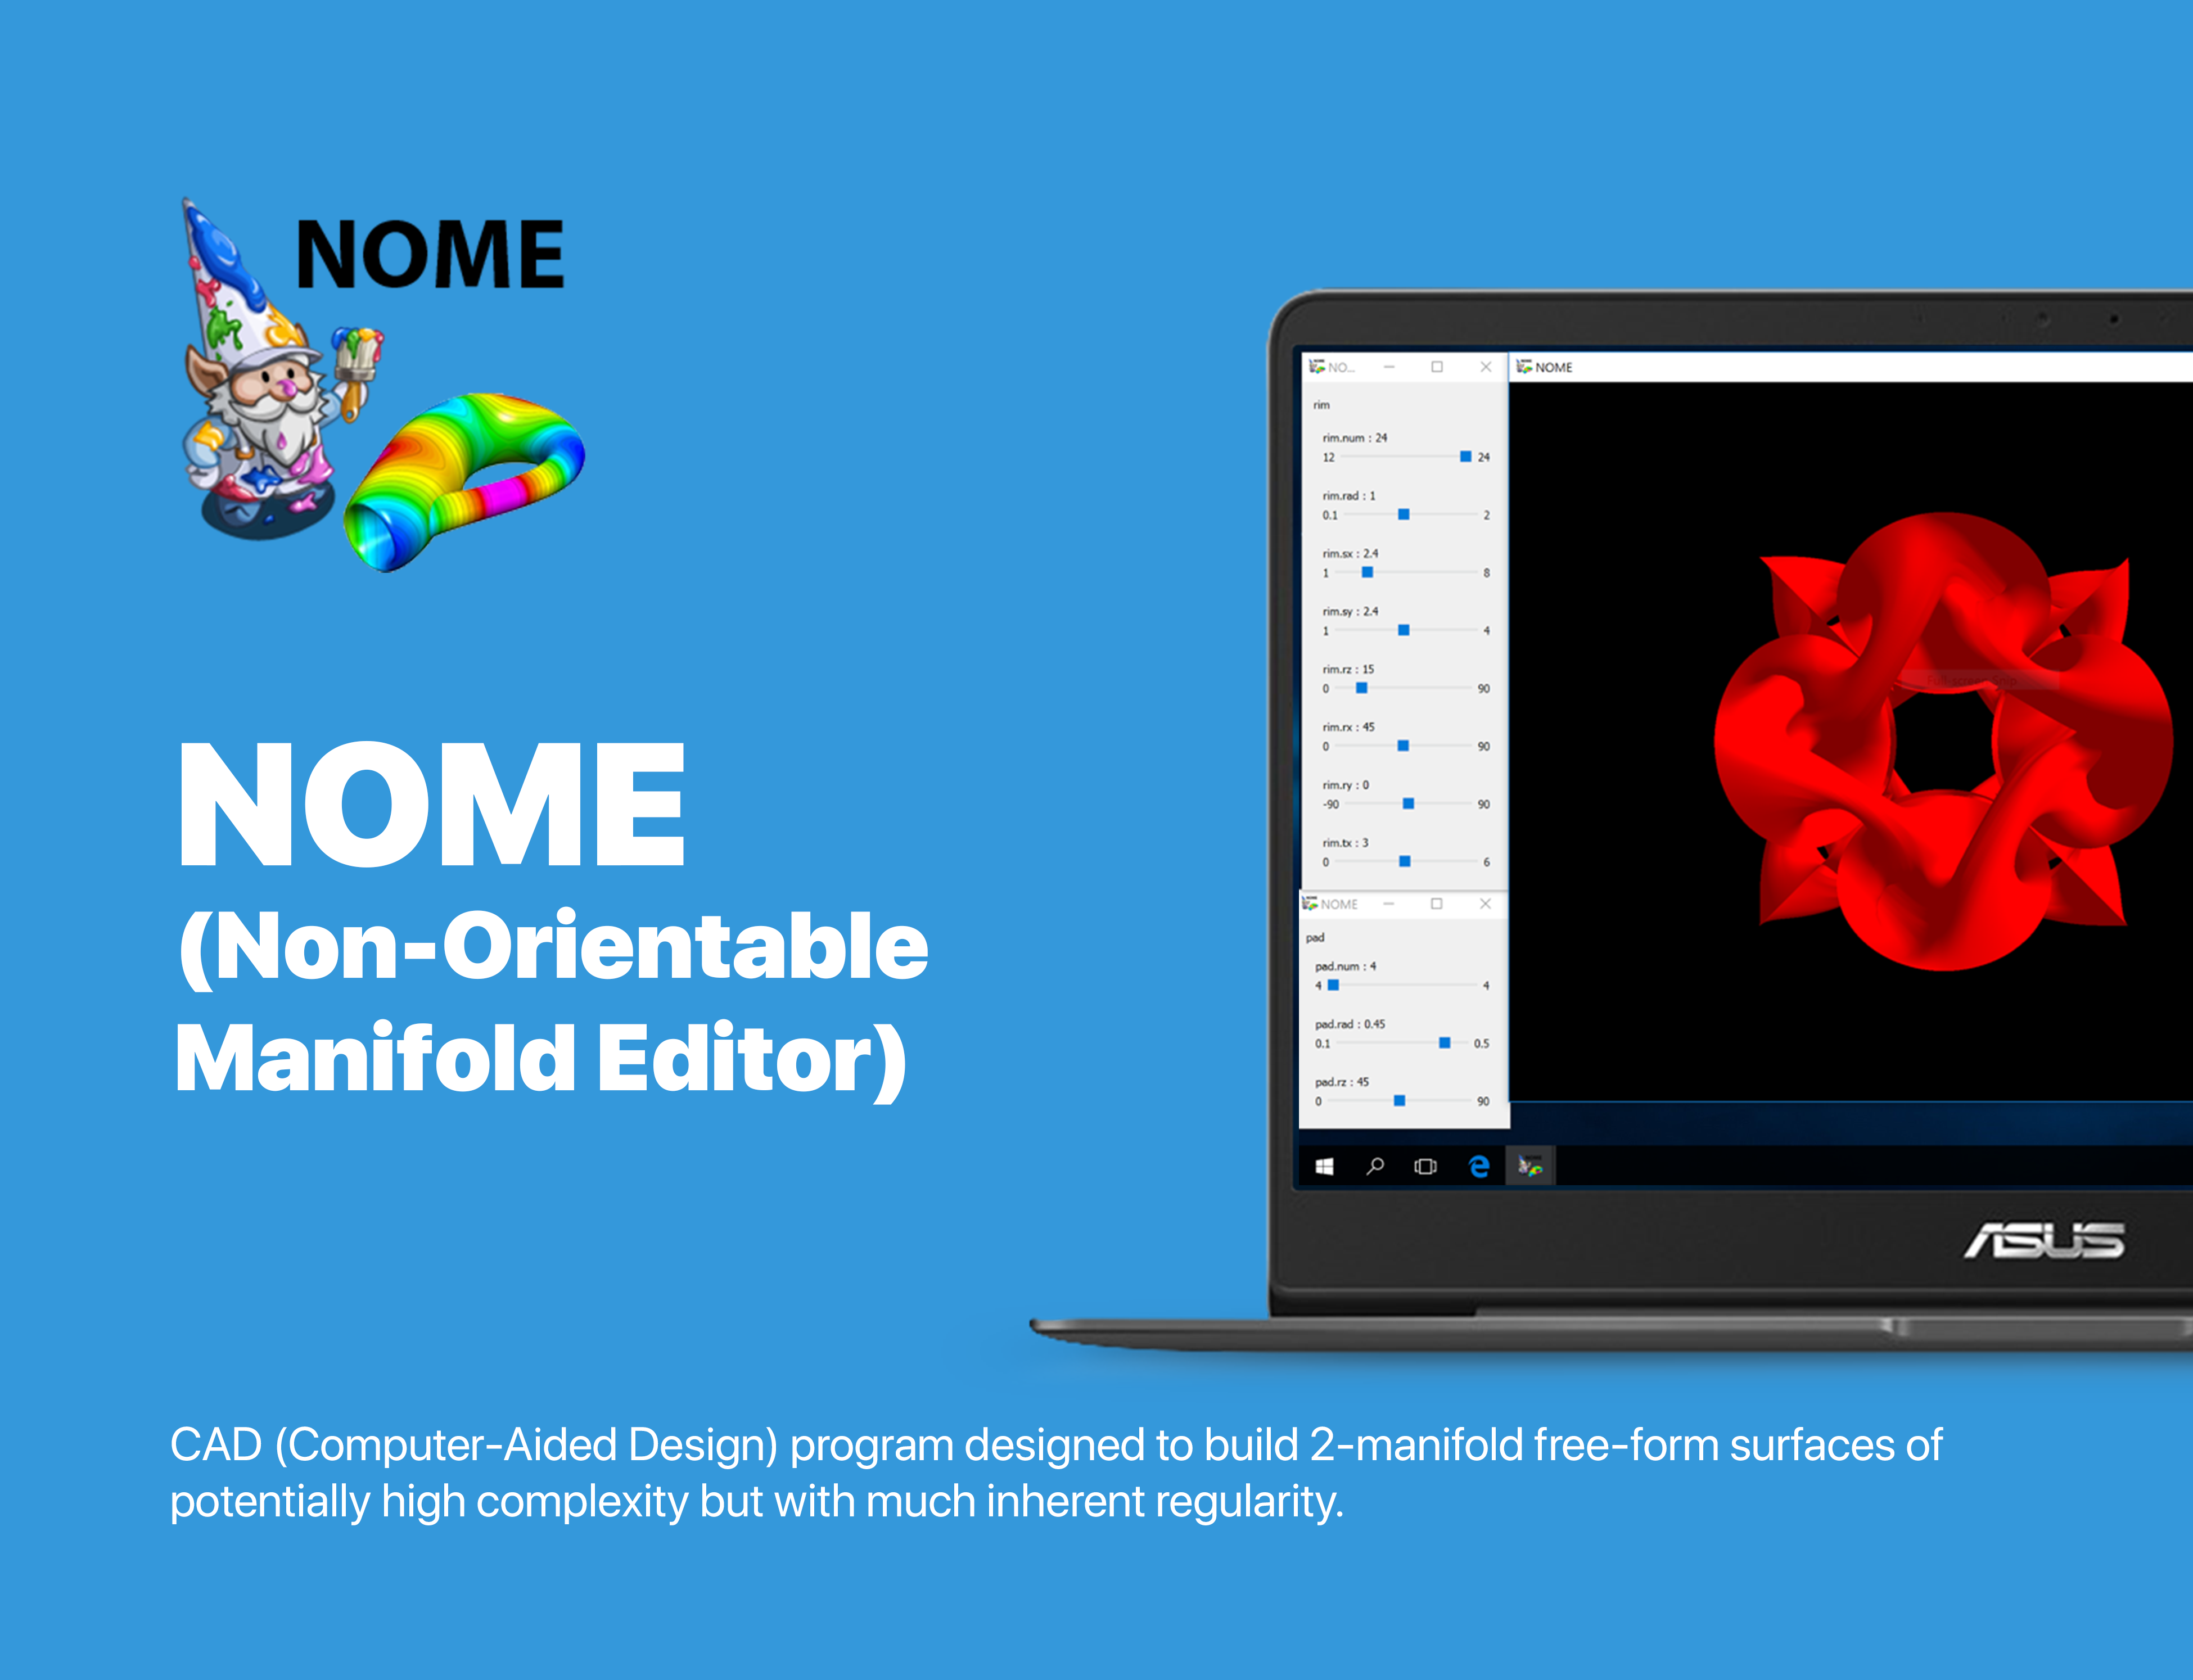 NOME
NOME
(Non-Orientable
Manifold Editor)
NO...
rim
rim.num : 24
12 24
rim.rad : 1
0.1 2
rim.sx : 2.4
1 8
rim.sy : 2.4
1 4
rim.rz : 15
0 90
rim.rx : 45
0 90
rim.ry : 0
-90 90
rim.tx : 3
0 6
NOME
pad
pad.num : 4
4 4
pad.rad : 0.45
0.1 0.5
pad.rz : 45
0 90
NOME
Full-screen Snip
ASUS
CAD (Computer-Aided Design) program designed to build 2-manifold free-form surfaces of
potentially high complexity but with much inherent regularity.